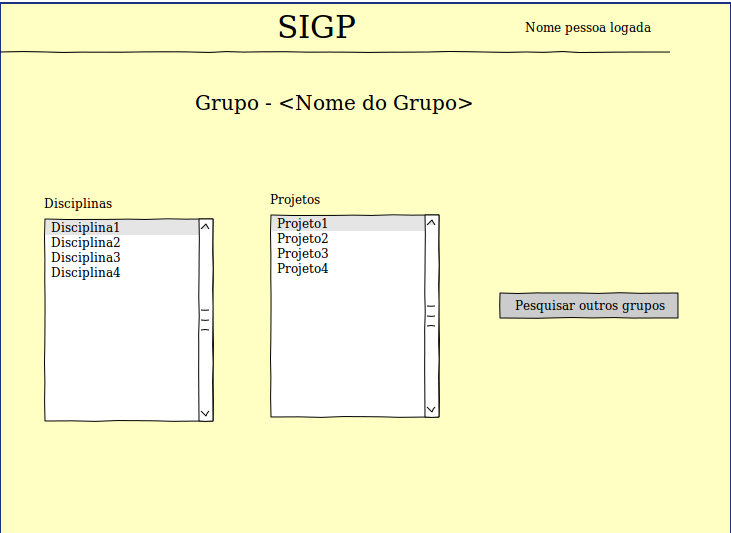 SIGP
Nome pessoa logada
Grupo - <Nome do Grupo>
Disciplinas
Disciplina1
Disciplina2
Disciplina3
Disciplina4
Projetos
Projeto1
Projeto2
Projeto3
Projeto4
Pesquisar outros grupos